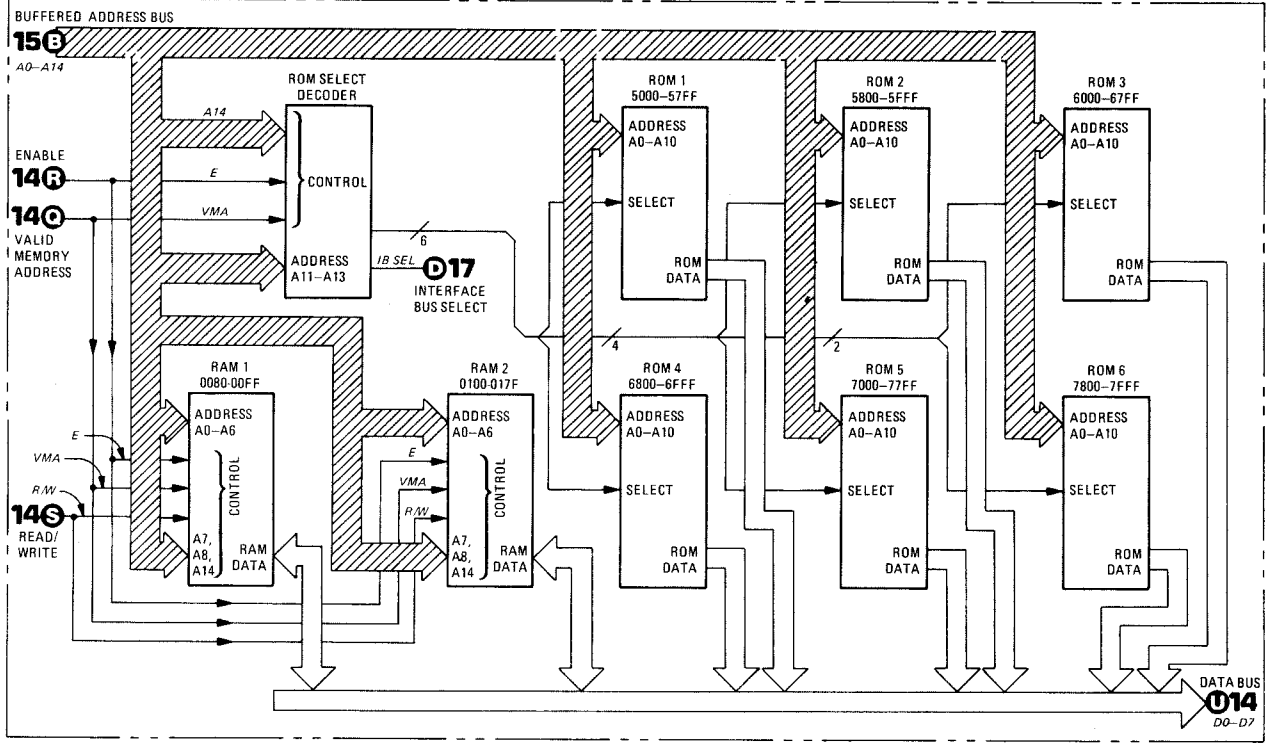 BUFFERED ADDRESS BUS
15 B
A0–A14
ROM SELECT
DECODER
A14
CONTROL
ENABLE
14 R
E
14 Q
VMA
VALID
MEMORY
ADDRESS
ADDRESS
A11–A13
6
IB SEL
D 17
INTERFACE
BUS SELECT
ROM 1
5000–57FF
ADDRESS
A0–A10
SELECT
ROM
DATA
ROM 2
5800–5FFF
ADDRESS
A0–A10
SELECT
ROM
DATA
ROM 3
6000–67FF
ADDRESS
A0–A10
SELECT
ROM
DATA
4
2
RAM 1
0080-00FF
ADDRESS
A0–A6
E
VMA
R/W
CONTROL
14 S
READ/
WRITE
A7,
A8,
A14
RAM
DATA
RAM 2
0100-017F
ADDRESS
A0–A6
E
VMA
R/W
CONTROL
A7,
A8,
A14
RAM
DATA
ROM 4
6800–6FFF
ADDRESS
A0–A10
SELECT
ROM
DATA
ROM 5
7000–77FF
ADDRESS
A0–A10
SELECT
ROM
DATA
ROM 6
7800–7FFF
ADDRESS
A0–A10
SELECT
ROM
DATA
DATA BUS
U 14
D0–D7